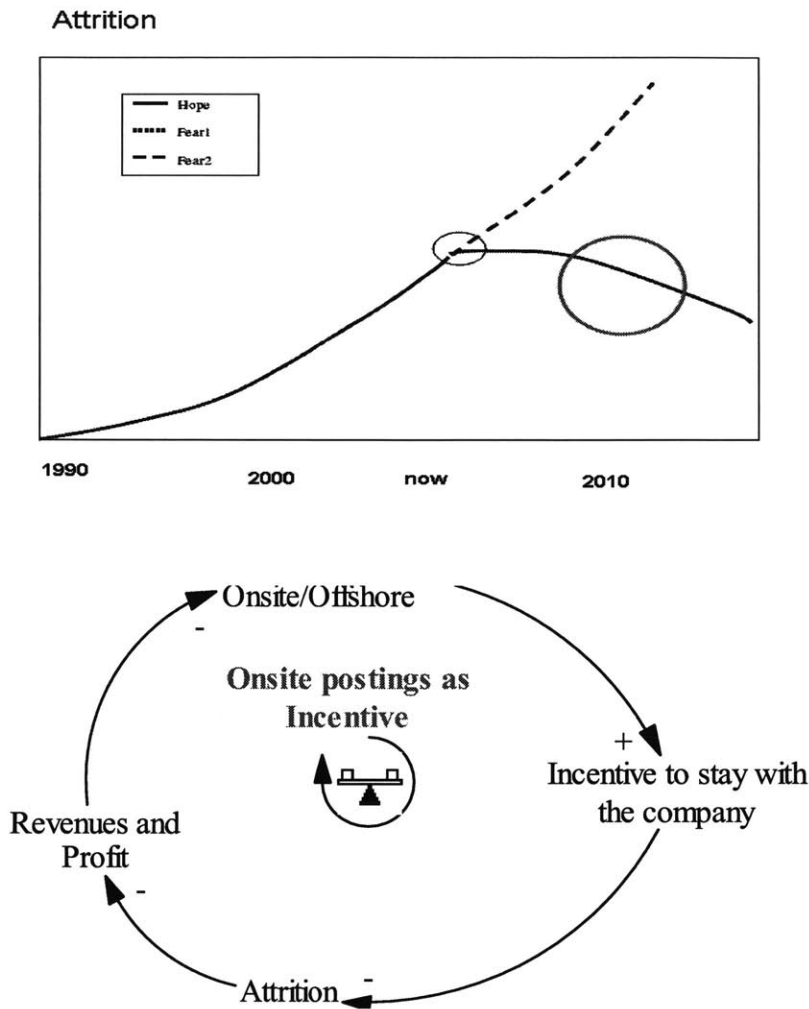 Attrition
Hope
Fear1
Fear2
1990
2000
now
2010
Onsite/Offshore
-
Onsite postings as
Incentive
+
Incentive to stay with
the company
Revenues and
Profit
-
Attrition
-